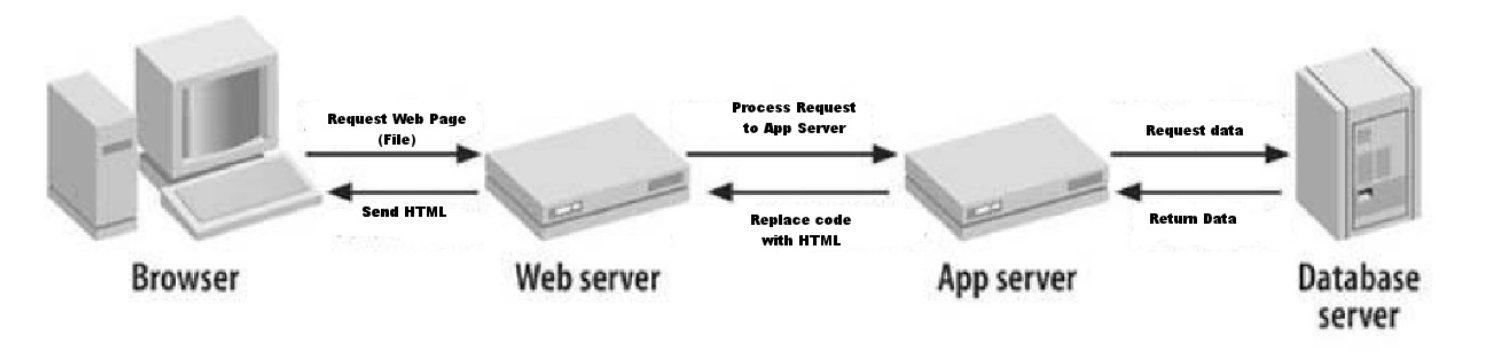 Request Web Page
(File)
Send HTML
Process Request
to App Server
Replace code
with HTML
Request data
Return Data
Browser
Web server
App server
Database
server